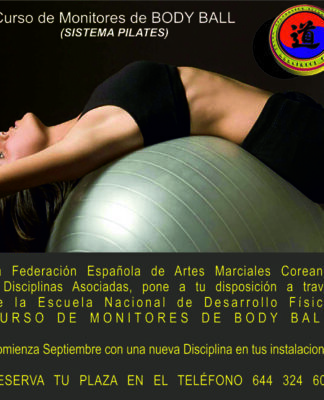 Curso de Monitores de BODY BALL
(SISTEMA PILATES)
道
Federación Española de Artes Marciales Corean
Disciplinas Asociadas, pone a tu disposición a trav
e la Escuela Nacional de Desarrollo Físic
URSO DE MONITORES DE BODY BAL
omienza Septiembre con una nueva Disciplina en tus instalacion
ESERVA TU PLAZA EN EL TELÉFONO 644 324 60